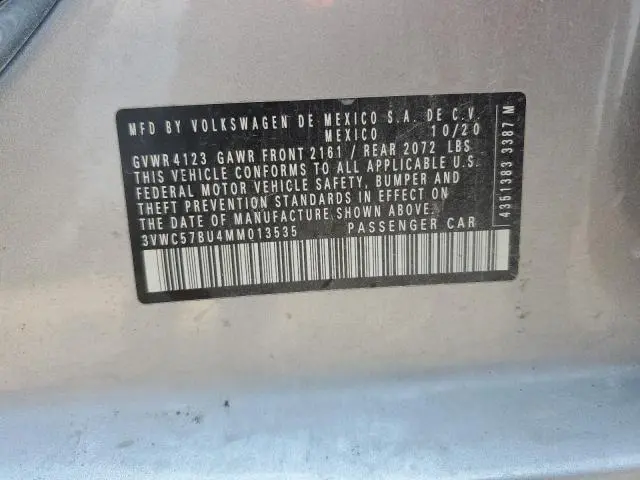 MFD BY VOLKSWAGEN DE MEXICO S.A. DE C.V.
MEXICO 10/20
GVWR 4123 GAWR FRONT 2161 / REAR 2072 LBS
THIS VEHICLE CONFORMS TO ALL APPLICABLE U.S.
FEDERAL MOTOR VEHICLE SAFETY, BUMPER AND
THEFT PREVENTION STANDARDS IN EFFECT ON
THE DATE OF MANUFACTURE SHOWN ABOVE.
3VWC57BU4MM013535 PASSENGER CAR
4351383 3387 M